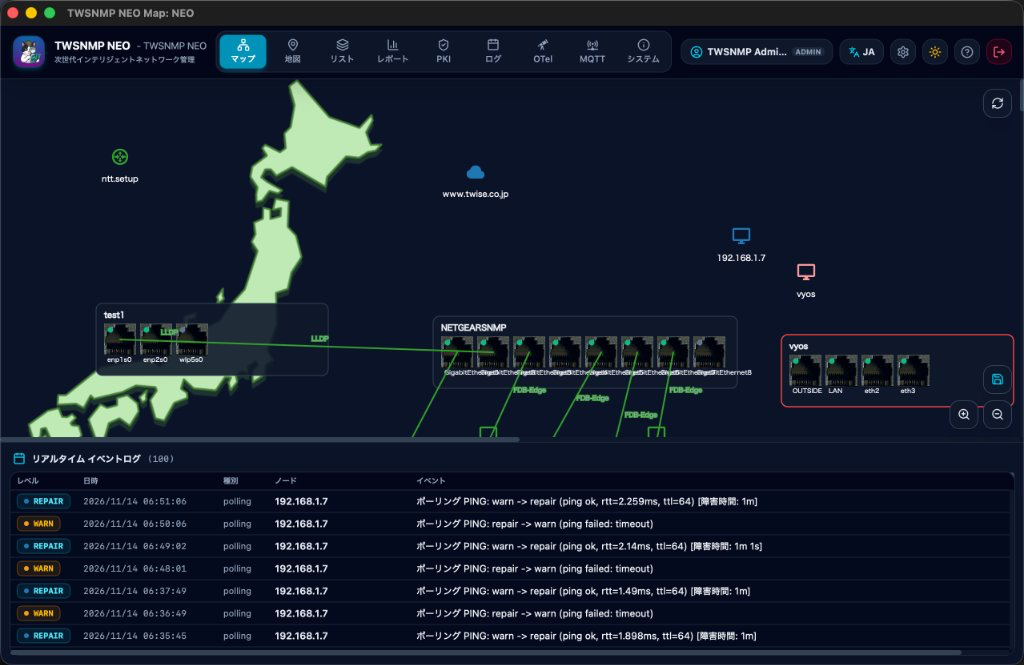 TWSNMP NEO Map: NEO
TWSNMP NEO - TWSNMP NEO
次世代インテリジェントネットワーク管理
マップ
地図
リスト
レポート
PKI
ログ
OTel
MQTT
システム
TWSNMP Admi... ADMIN
JA
ntt.setup
www.twise.co.jp
192.168.1.7
vyos
test1
LLDP
LLDP
enp1s0 enp2s0 wlp5s0
NETGEARSNMP
vyos
OUTSIDE LAN eth2 eth3
FDB-Edge
FDB-Edge
FDB-Edge
FDB-Edge
リアルタイム イベントログ (100)
レベル 日時 種別 ノード イベント
REPAIR 2026/11/14 06:51:06 polling 192.168.1.7 ポーリング PING: warn -> repair (ping ok, rtt=2.259ms, ttl=64) [障害時間: 1m]
WARN 2026/11/14 06:50:06 polling 192.168.1.7 ポーリング PING: repair -> warn (ping failed: timeout)
REPAIR 2026/11/14 06:49:02 polling 192.168.1.7 ポーリング PING: warn -> repair (ping ok, rtt=2.14ms, ttl=64) [障害時間: 1m 1s]
WARN 2026/11/14 06:48:01 polling 192.168.1.7 ポーリング PING: repair -> warn (ping failed: timeout)
REPAIR 2026/11/14 06:37:49 polling 192.168.1.7 ポーリング PING: warn -> repair (ping ok, rtt=1.49ms, ttl=64) [障害時間: 1m]
WARN 2026/11/14 06:36:49 polling 192.168.1.7 ポーリング PING: repair -> warn (ping failed: timeout)
REPAIR 2026/11/14 06:35:45 polling 192.168.1.7 ポーリング PING: warn -> repair (ping ok, rtt=1.898ms, ttl=64) [障害時間: 1m]